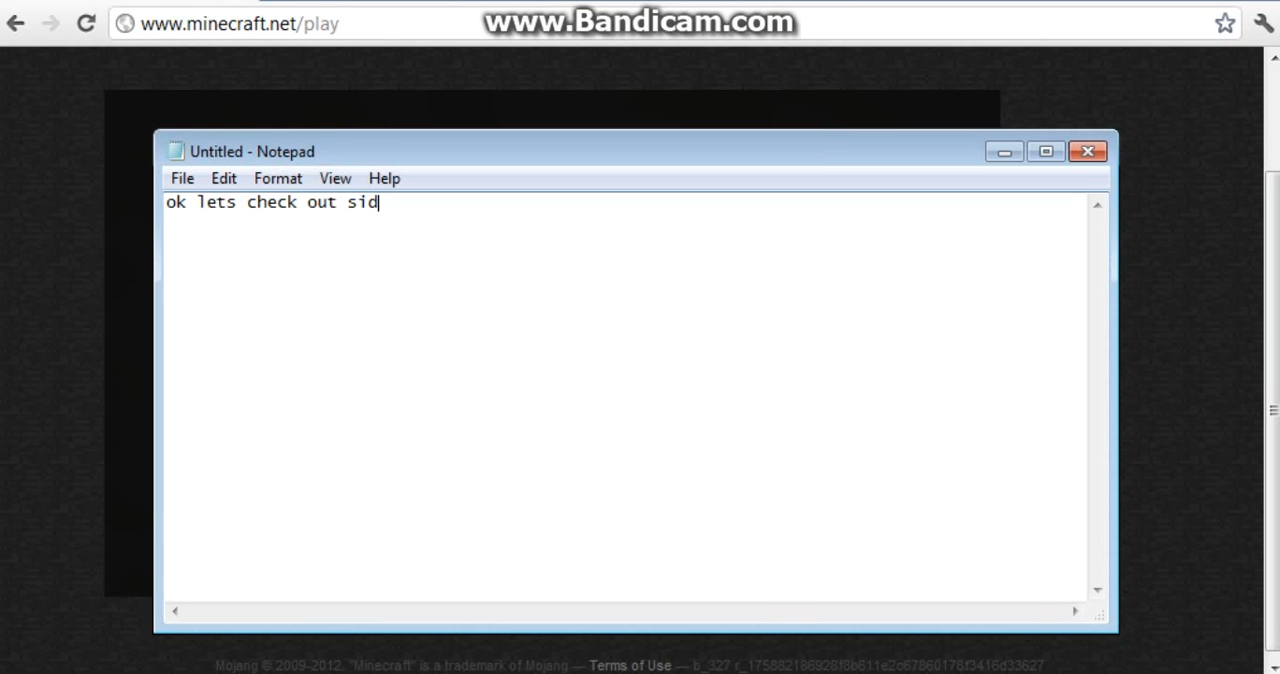 www.minecraft.net/play
www.Bandicam.com
Untitled - Notepad
File Edit Format View Help
ok lets check out sid
Mojang © 2009-2012. "Minecraft" is a trademark of Mojang — Terms of Use —